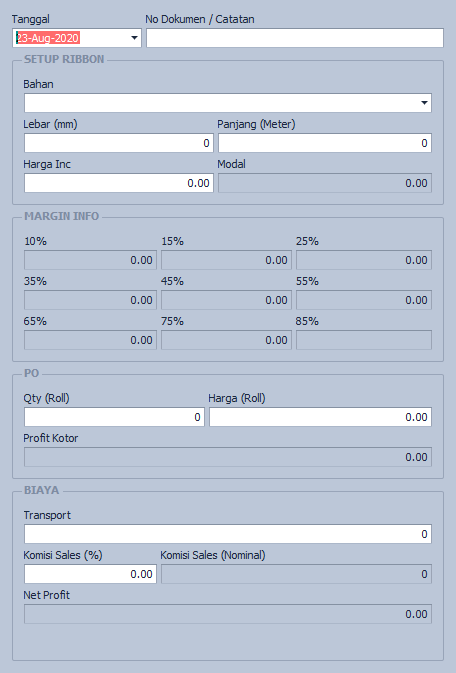 Tanggal No Dokumen / Catatan
23-Aug-2020
SETUP RIBBON
Bahan
Lebar (mm) Panjang (Meter)
0 0
Harga Inc Modal
0.00 0.00
MARGIN INFO
10% 15% 25%
0.00 0.00 0.00
35% 45% 55%
0.00 0.00 0.00
65% 75% 85%
0.00 0.00
PO
Qty (Roll) Harga (Roll)
0 0.00
Profit Kotor
0.00
BIAYA
Transport
0
Komisi Sales (%) Komisi Sales (Nominal)
0.00 0
Net Profit
0.00